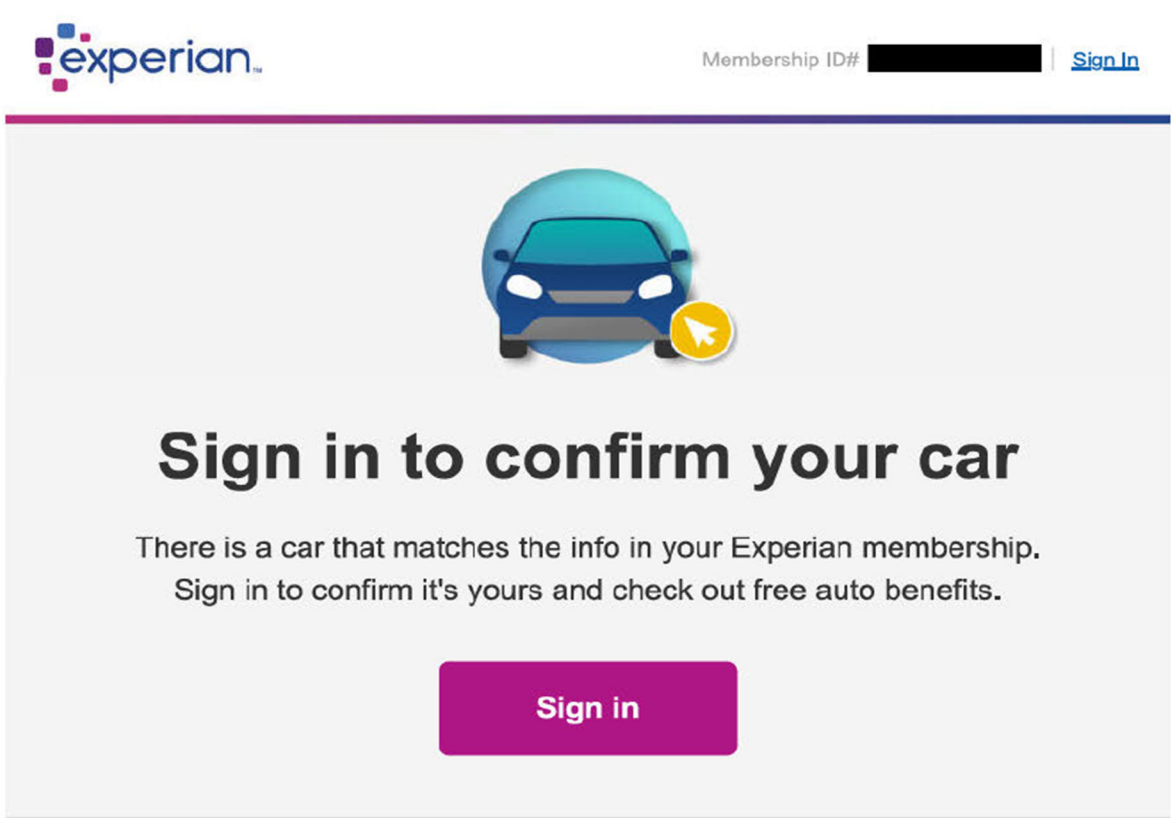 experian™
Membership ID# | Sign In
Sign in to confirm your car
There is a car that matches the info in your Experian membership.
Sign in to confirm it's yours and check out free auto benefits.
Sign in